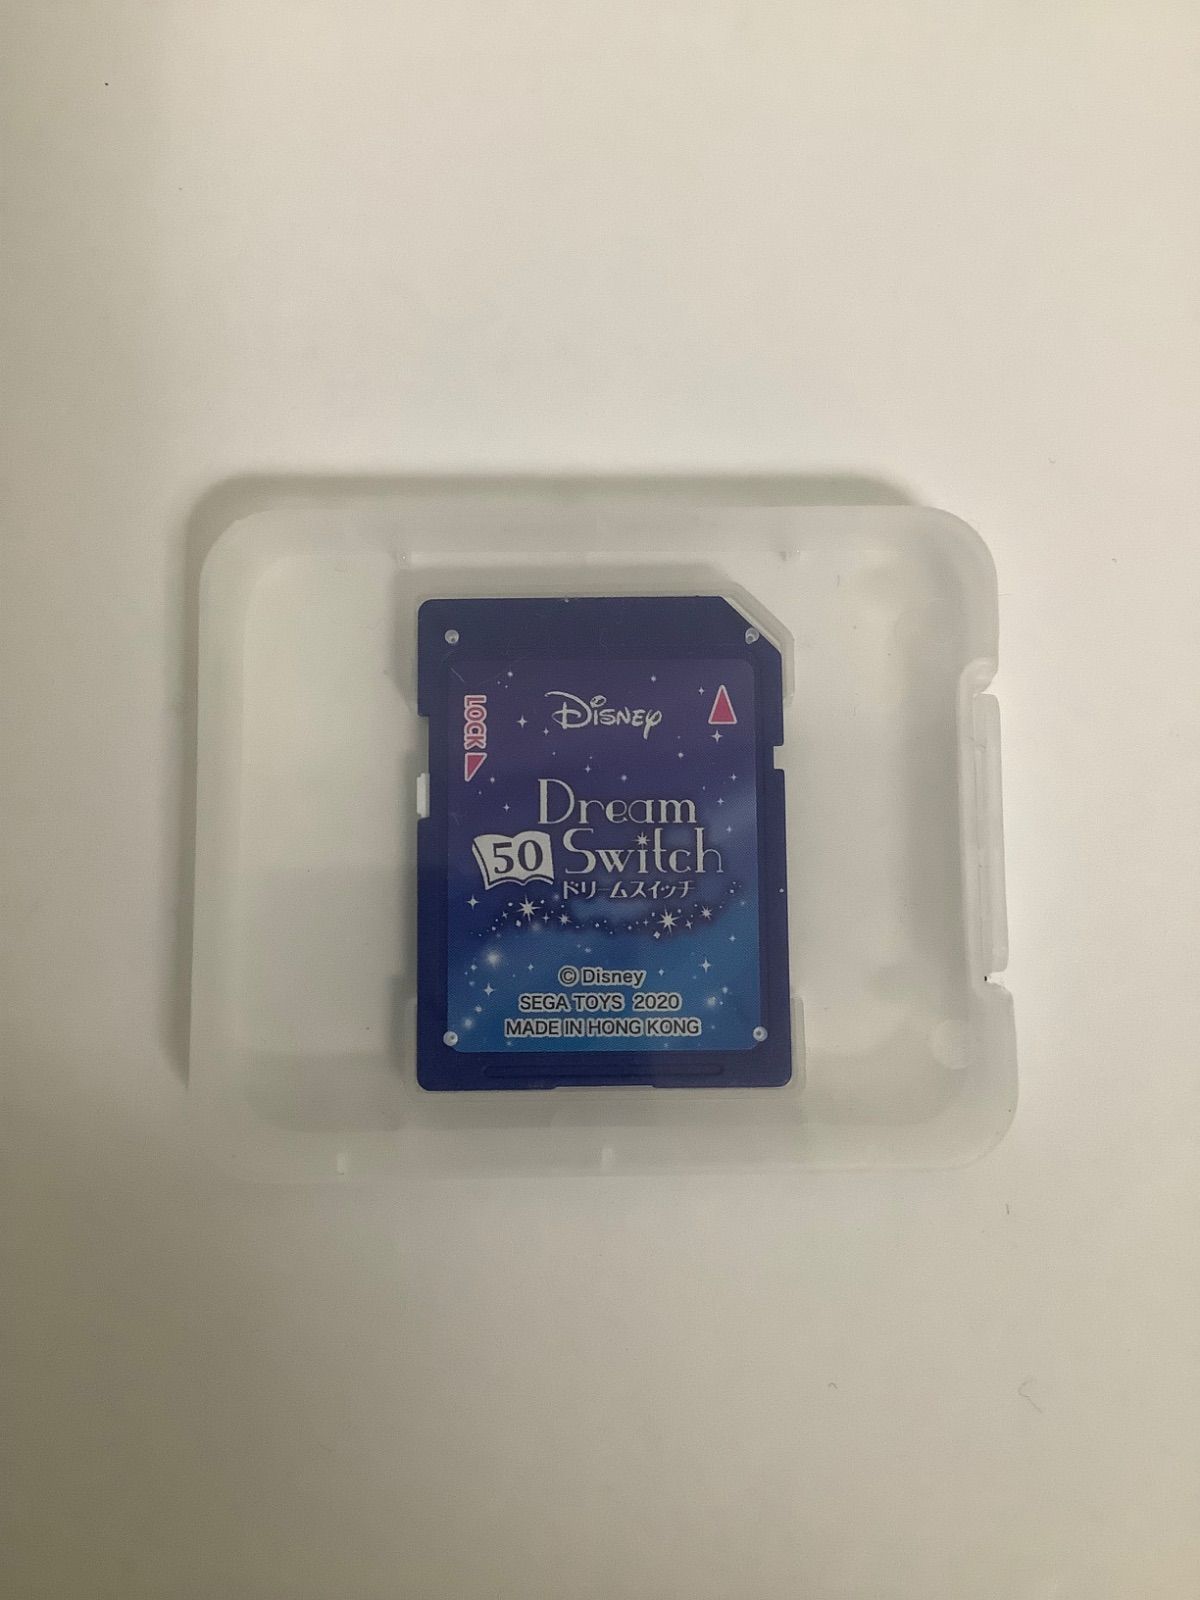 DISNEY
LOCK
Dream
50 Switch
ドリームスイッチ
© Disney
SEGA TOYS 2020
MADE IN HONG KONG